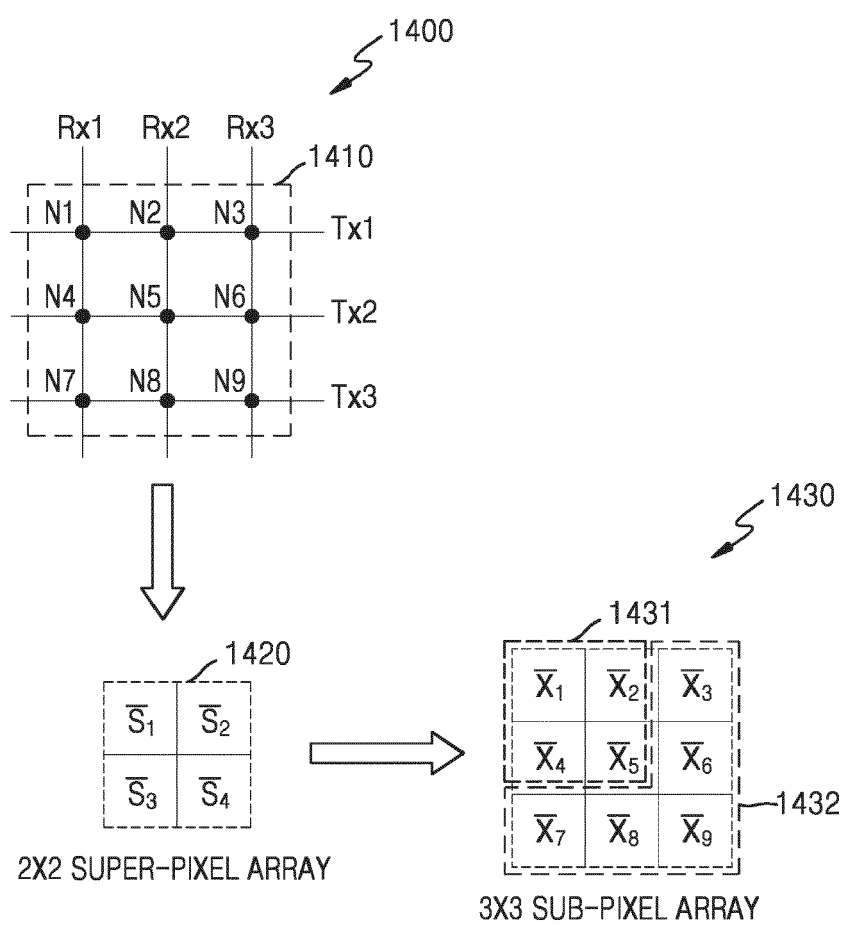 1400
Rx1 Rx2 Rx3
1410
N1 N2 N3 Tx1
N4 N5 N6 Tx2
N7 N8 N9 Tx3
1430
1420
S̅₁ S̅₂
S̅₃ S̅₄
2X2 SUPER-PIXEL ARRAY
1431
X̅₁ X̅₂ X̅₃
X̅₄ X̅₅ X̅₆
X̅₇ X̅₈ X̅₉
1432
3X3 SUB-PIXEL ARRAY